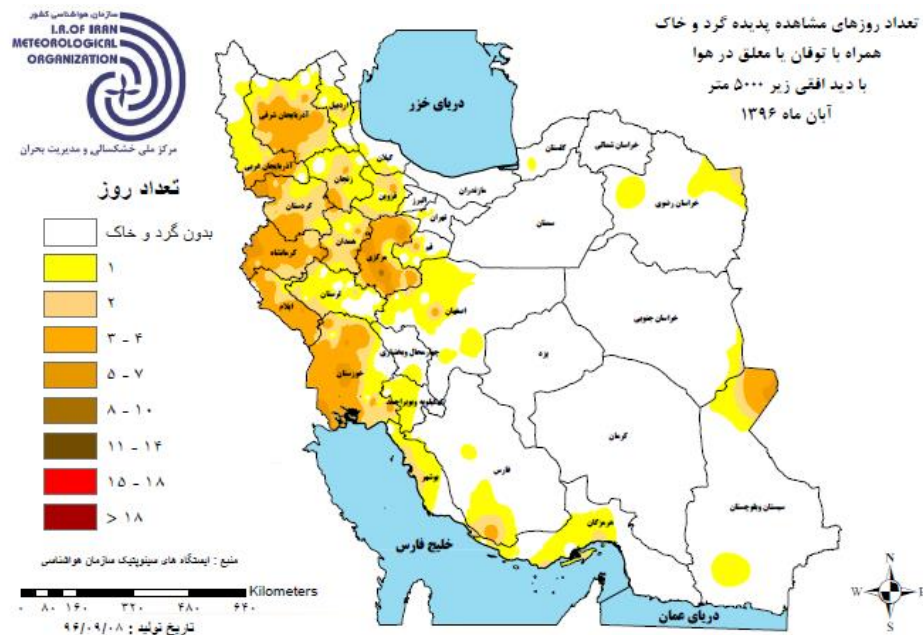 سازمان هواشناسی کشور
I.R.OF IRAN
METEOROLOGICAL
ORGANIZATION
مرکز ملی خشکسالی و مدیریت بحران
تعداد روزهای مشاهده پدیده گرد و خاک
همراه با توفان یا معلق در هوا
با دید افقی زیر ۵۰۰۰ متر
آبان ماه ۱۳۹۶
تعداد روز
بدون گرد و خاک
۱
۲
۳ - ۴
۵ - ۷
۸ - ۱۰
۱۱ - ۱۴
۱۵ - ۱۸
> ۱۸
دریای خزر
آذربایجان شرقی
اردبیل
آذربایجان غربی
گیلان
زنجان
قزوین
البرز
مازندران
گلستان
خراسان شمالی
خراسان رضوی
کردستان
تهران
سمنان
همدان
قم
مرکزی
کرمانشاه
لرستان
ایلام
اصفهان
خراسان جنوبی
یزد
چهار محال وبختیاری
خوزستان
کهگیلویه وبویراحمد
کرمان
فارس
بوشهر
سیستان وبلوچستان
هرمزگان
خلیج فارس
دریای عمان
منبع : ایستگاه های سینوپتیک سازمان هواشناسی
Kilometers
۰ ۸۰ ۱۶۰ ۳۲۰ ۴۸۰ ۶۴۰
تاریخ تولید : ۹۶/۰۹/۰۸
N
W E
S